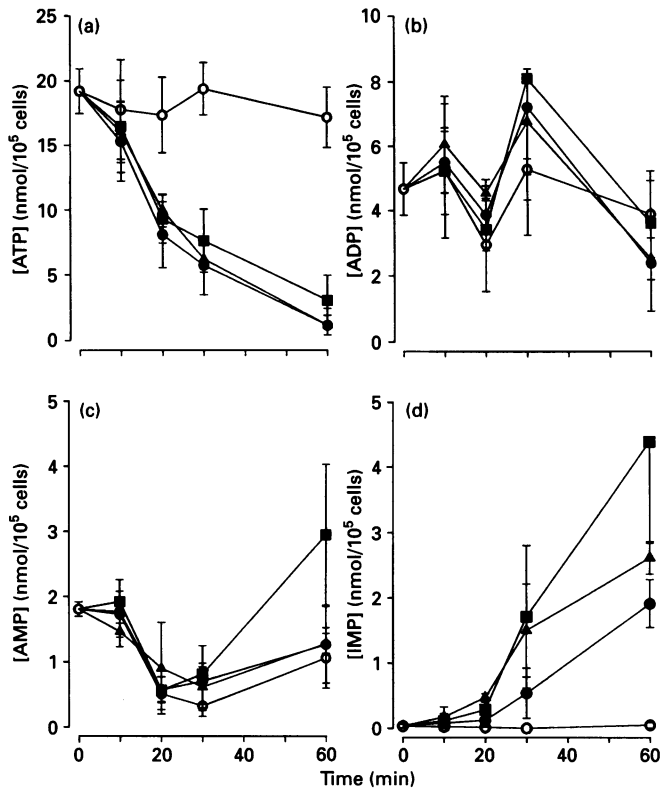 (a)
25
20
15
10
5
0
[ATP] (nmol/10⁵ cells)
(b)
10
8
6
4
2
0
[ADP] (nmol/10⁵ cells)
(c)
5
4
3
2
1
0
[AMP] (nmol/10⁵ cells)
0 20 40 60
(d)
5
4
3
2
1
0
[IMP] (nmol/10⁵ cells)
0 20 40 60
Time (min)